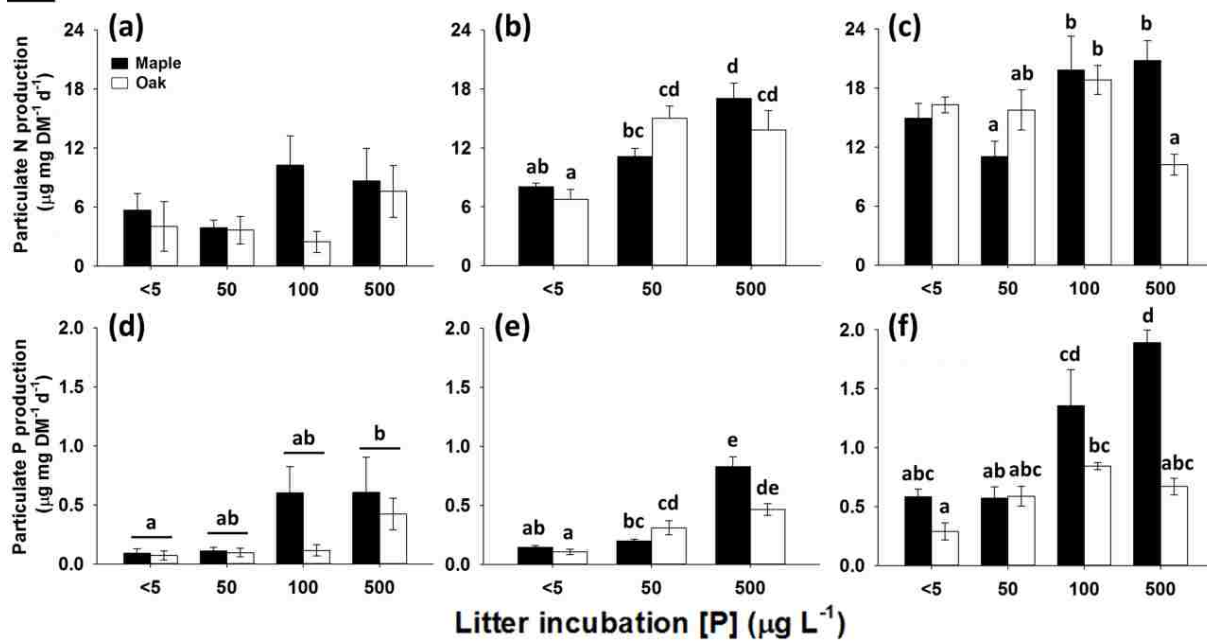 (a)
Particulate N production
(µg mg DM⁻¹ d⁻¹)
24
18
12
6
0
Maple
Oak
<5 50 100 500
(b)
24
18
12
6
0
ab a bc cd d cd
<5 50 500
(c)
24
18
12
6
0
a ab b b b a
<5 50 100 500
(d)
Particulate P production
(µg mg DM⁻¹ d⁻¹)
2.0
1.5
1.0
0.5
0.0
a ab ab b
<5 50 100 500
(e)
2.0
1.5
1.0
0.5
0.0
ab a bc cd e de
<5 50 500
(f)
2.0
1.5
1.0
0.5
0.0
abc a ab abc cd bc d abc
<5 50 100 500
Litter incubation [P] (µg L⁻¹)